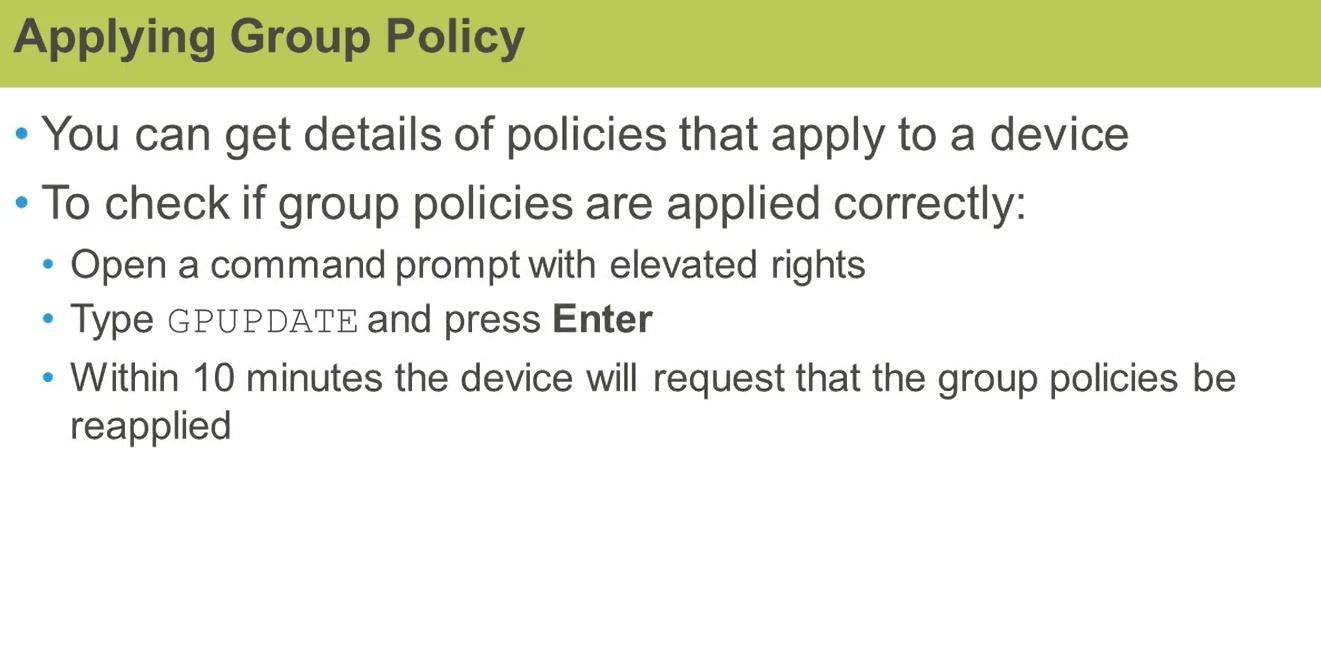 Applying Group Policy
• You can get details of policies that apply to a device
• To check if group policies are applied correctly:
• Open a command prompt with elevated rights
• Type GPUPDATE and press Enter
• Within 10 minutes the device will request that the group policies be
reapplied